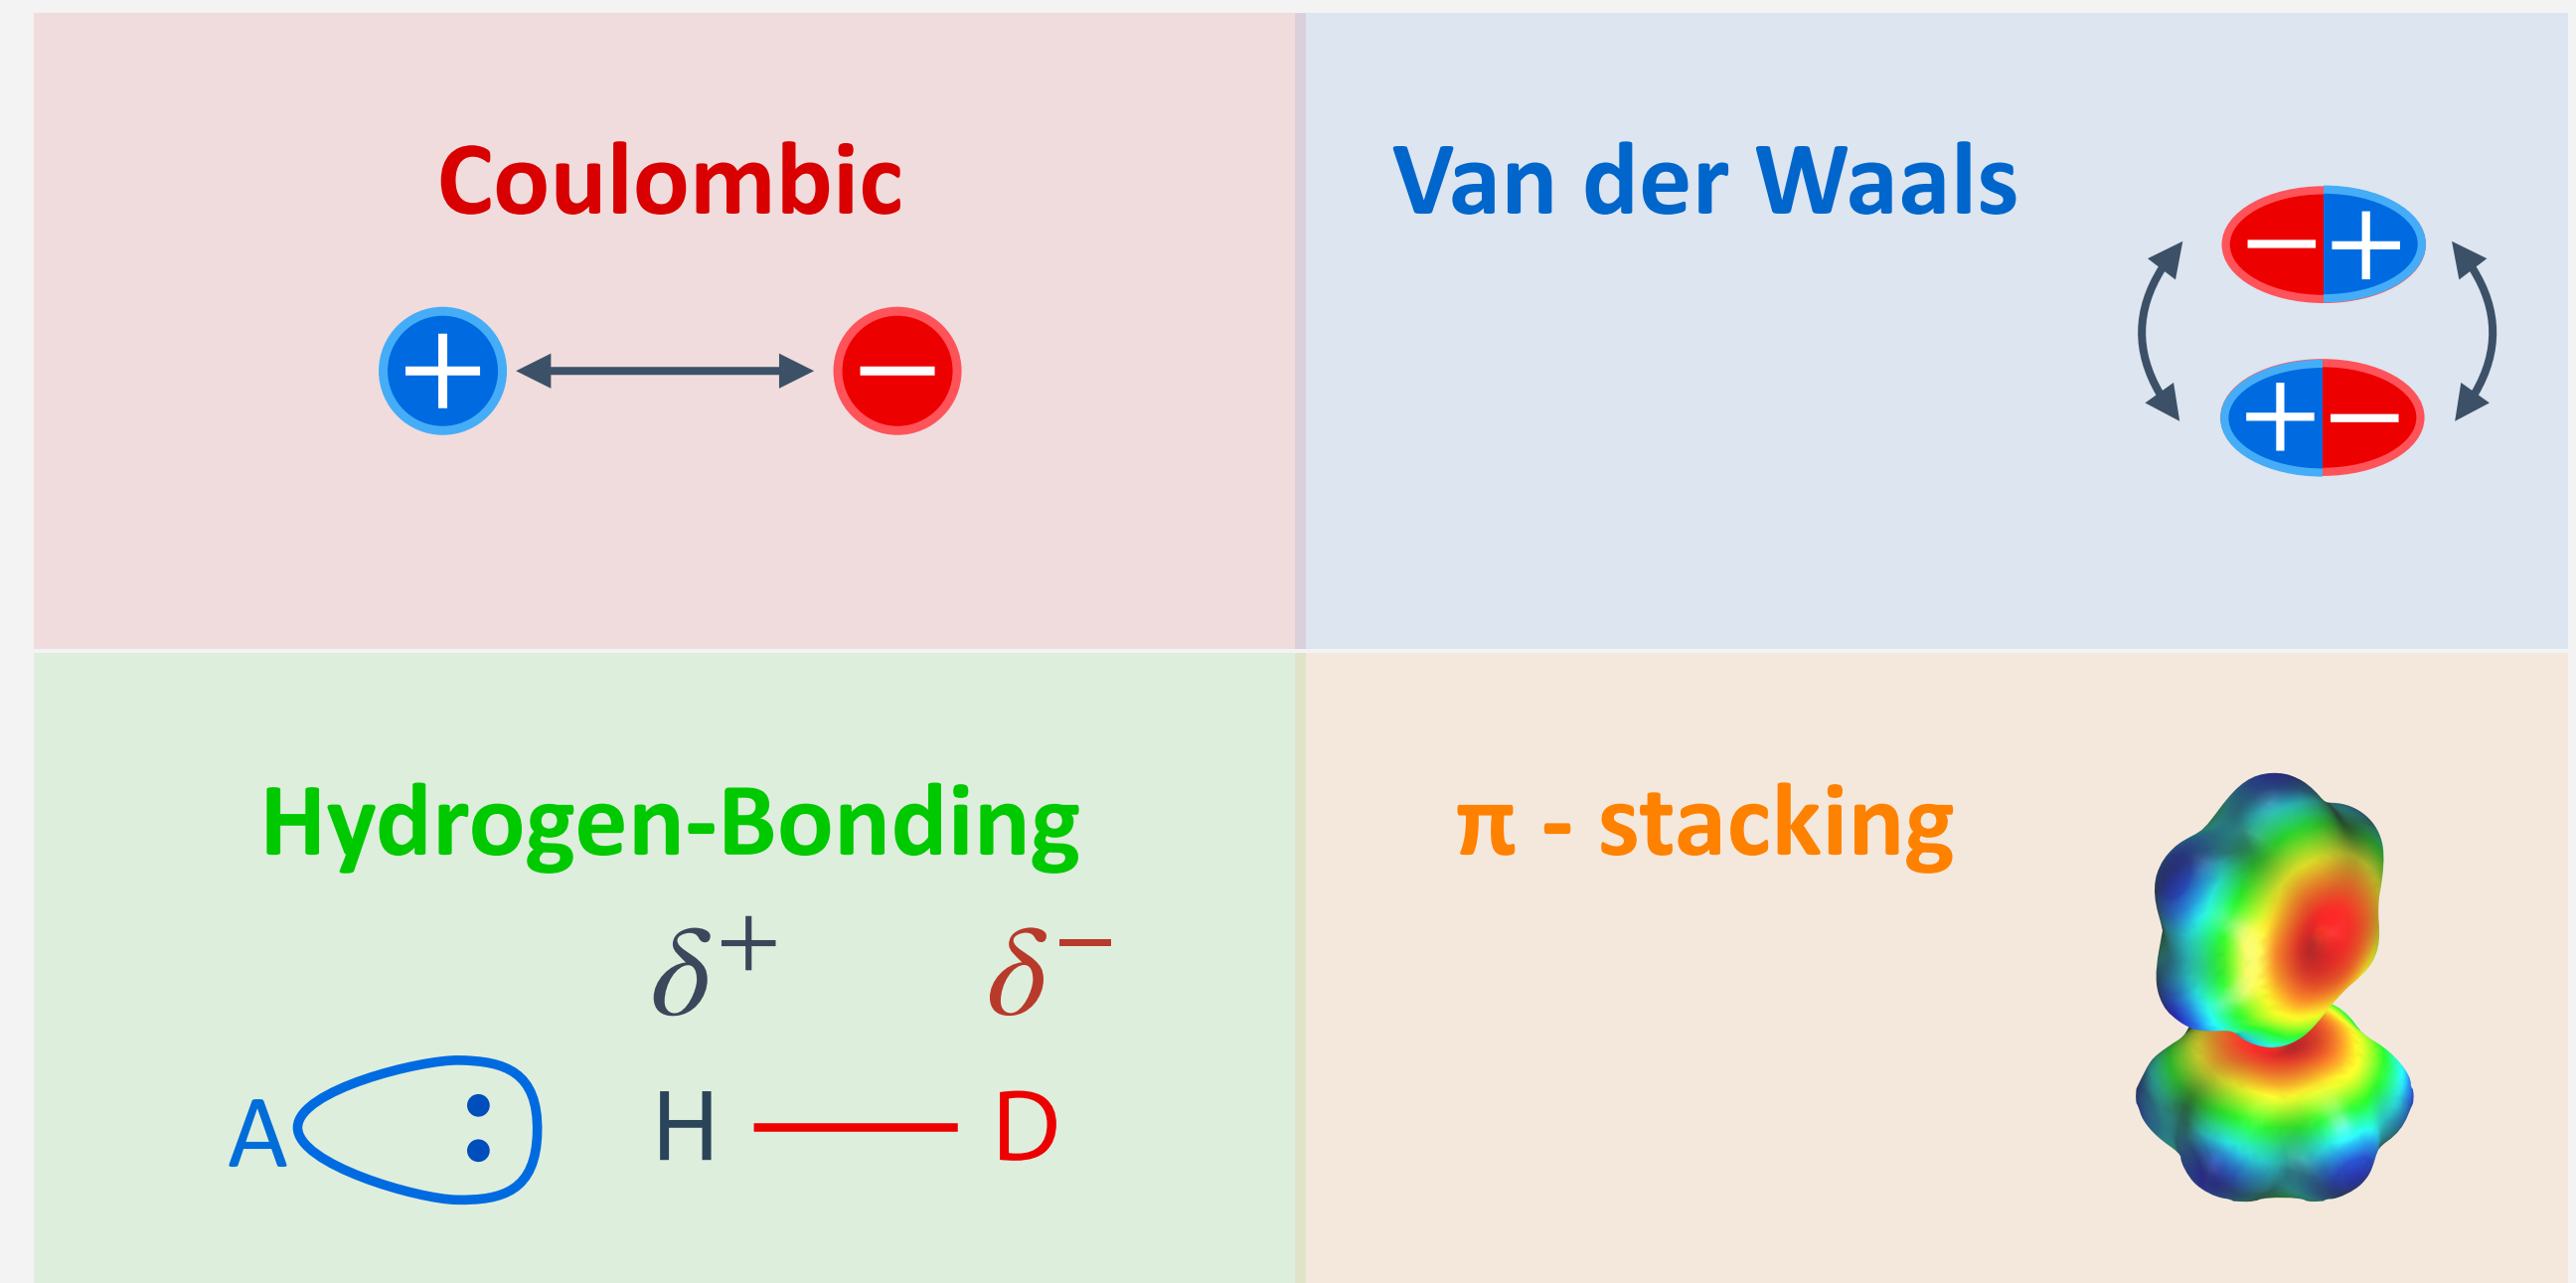 Coulombic
+ −
Van der Waals
− +
+ −
Hydrogen-Bonding
δ+ δ−
A : H — D
π - stacking